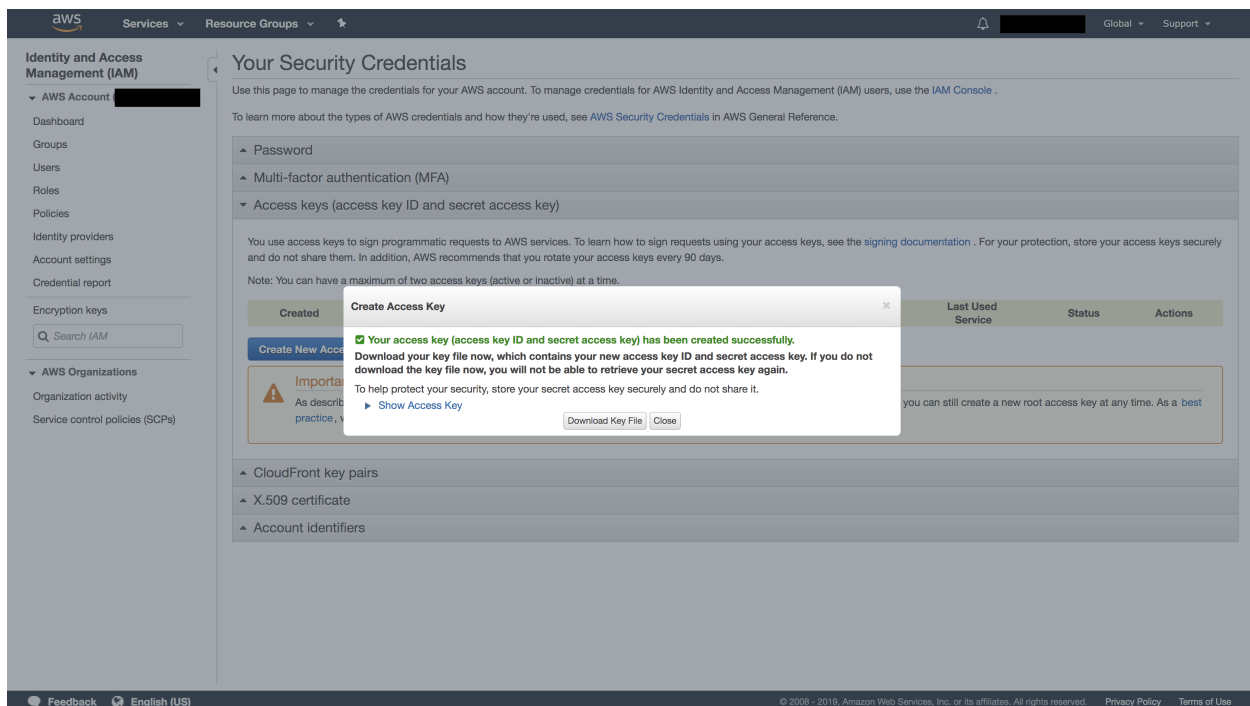 aws Services Resource Groups Global Support
Identity and Access
Management (IAM)
AWS Account (
Dashboard
Groups
Users
Roles
Policies
Identity providers
Account settings
Credential report
Encryption keys
Search IAM
AWS Organizations
Organization activity
Service control policies (SCPs)
Your Security Credentials
Use this page to manage the credentials for your AWS account. To manage credentials for AWS Identity and Access Management (IAM) users, use the IAM Console .
To learn more about the types of AWS credentials and how they're used, see AWS Security Credentials in AWS General Reference.
Password
Multi-factor authentication (MFA)
Access keys (access key ID and secret access key)
You use access keys to sign programmatic requests to AWS services. To learn how to sign requests using your access keys, see the signing documentation . For your protection, store your access keys securely
and do not share them. In addition, AWS recommends that you rotate your access keys every 90 days.
Note: You can have a maximum of two access keys (active or inactive) at a time.
Created Last Used Service Status Actions
Create New Acce
Importa
As describ you can still create a new root access key at any time. As a best
practice, w
Create Access Key
Your access key (access key ID and secret access key) has been created successfully.
Download your key file now, which contains your new access key ID and secret access key. If you do not
download the key file now, you will not be able to retrieve your secret access key again.
To help protect your security, store your secret access key securely and do not share it.
Show Access Key
Download Key File Close
CloudFront key pairs
X.509 certificate
Account identifiers
Feedback English (US) © 2008 - 2019, Amazon Web Services, Inc. or its affiliates. All rights reserved. Privacy Policy Terms of Use